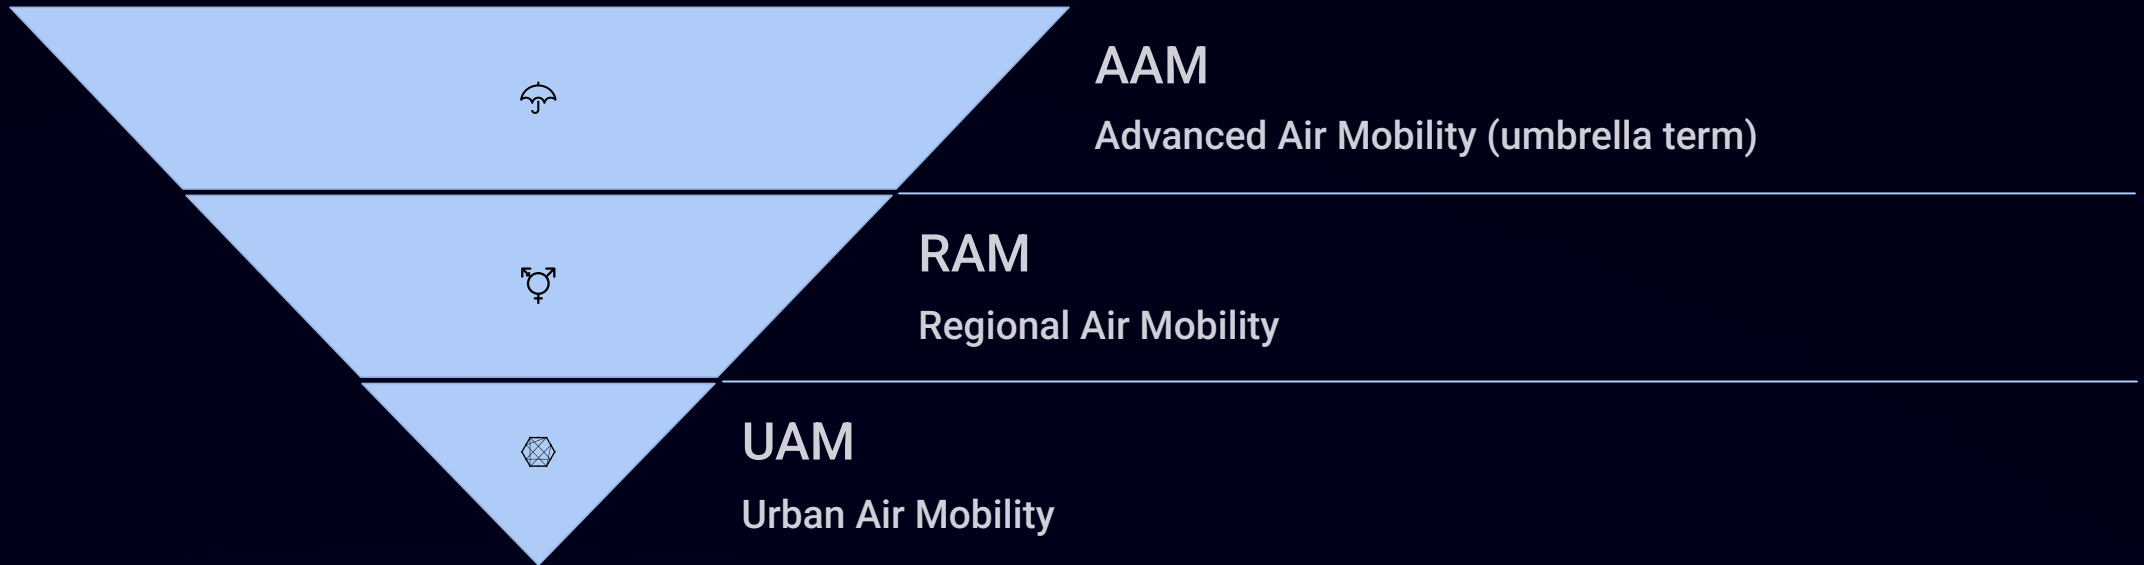 AAM
Advanced Air Mobility (umbrella term)
RAM
Regional Air Mobility
UAM
Urban Air Mobility